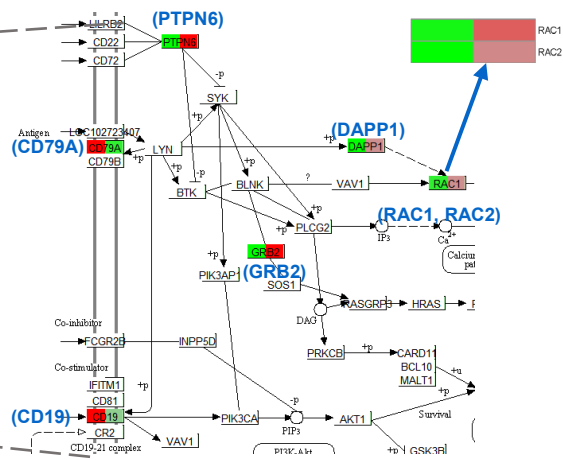 (PTPN6)
LILRB2
CD22
CD72
PTPN6
-p
SYK
+p
RAC1
RAC2
Antigen
LOC102723407
(CD79A)
CD79A
CD79B
+p
LYN
+p
-p
BTK
+p
BLNK
?
VAV1
+p
(DAPP1)
DAPP1
RAC1
(RAC1, RAC2)
+p
+p
PLCG2
IP3
Ca2+
Calcium
GRB2
(GRB2)
SOS1
+p
PIK3AP1
DAG
RASGRP3
HRAS
Co-inhibitor
FCGR2B
INPP5D
PRKCB
+p
CARD11
BCL10
MALT1
+u
+p
Co-stimulator
IFITM1
CD81
+p
(CD19)
CD19
CR2
CD19-21 complex
VAV1
PIK3CA
-p
PIP3
AKT1
Survival
+p
GSK3B
PI3K-Akt